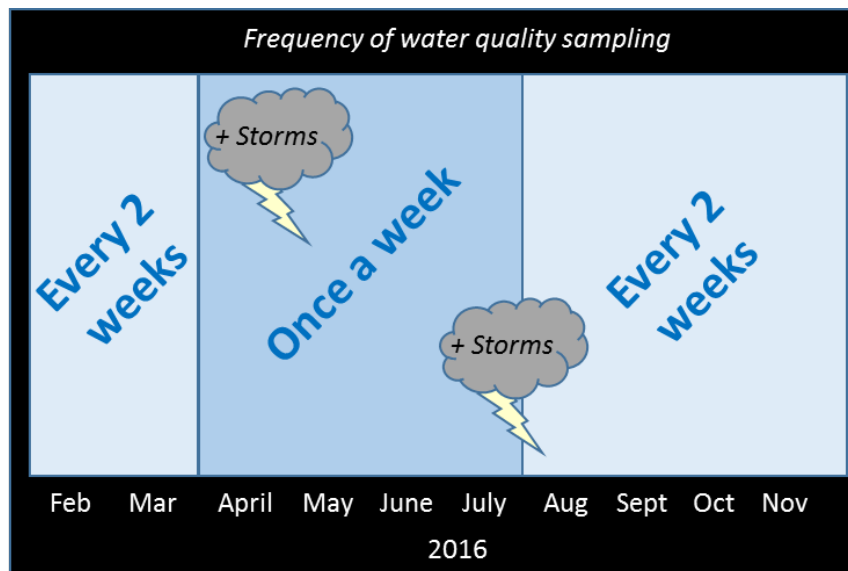 Frequency of water quality sampling
+ Storms
Every 2
weeks
Once a week
+ Storms
Every 2
weeks
Feb Mar April May June July Aug Sept Oct Nov
2016